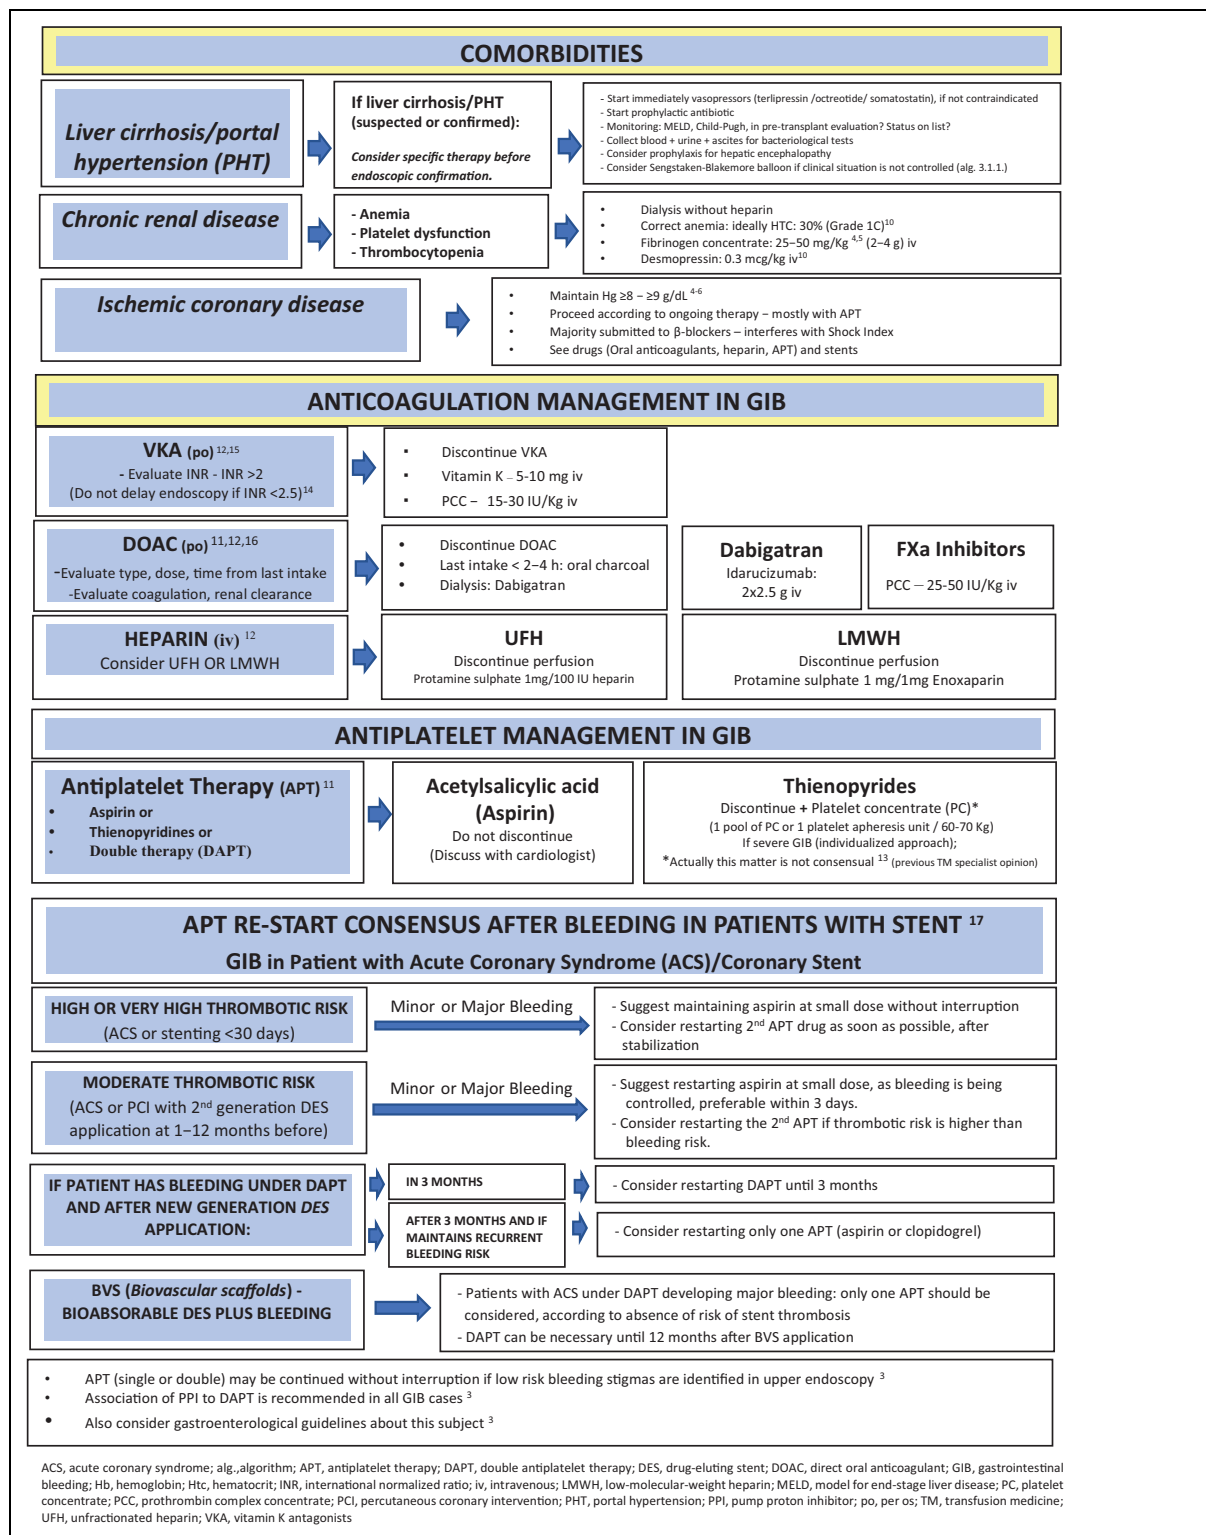 COMORBIDITIES
Liver cirrhosis/portal
hypertension (PHT)
If liver cirrhosis/PHT
(suspected or confirmed):
Consider specific therapy before
endoscopic confirmation.
- Start immediately vasopressors (terlipressin /octreotide/ somatostatin), if not contraindicated
- Start prophylactic antibiotic
- Monitoring: MELD, Child-Pugh, in pre-transplant evaluation? Status on list?
- Collect blood + urine + ascites for bacteriological tests
- Consider prophylaxis for hepatic encephalopathy
- Consider Sengstaken-Blakemore balloon if clinical situation is not controlled (alg. 3.1.1.)
Chronic renal disease
- Anemia
- Platelet dysfunction
- Thrombocytopenia
• Dialysis without heparin
• Correct anemia: ideally HTC: 30% (Grade 1C)10
• Fibrinogen concentrate: 25−50 mg/Kg 4,5 (2−4 g) iv
• Desmopressin: 0.3 mcg/kg iv10
Ischemic coronary disease
• Maintain Hg ≥8 − ≥9 g/dL 4-6
• Proceed according to ongoing therapy − mostly with APT
• Majority submitted to β-blockers – interferes with Shock Index
• See drugs (Oral anticoagulants, heparin, APT) and stents
ANTICOAGULATION MANAGEMENT IN GIB
VKA (po) 12,15
- Evaluate INR - INR >2
(Do not delay endoscopy if INR <2.5)14
▪ Discontinue VKA
▪ Vitamin K – 5-10 mg iv
▪ PCC – 15-30 IU/Kg iv
DOAC (po) 11,12,16
-Evaluate type, dose, time from last intake
-Evaluate coagulation, renal clearance
• Discontinue DOAC
• Last intake < 2−4 h: oral charcoal
• Dialysis: Dabigatran
Dabigatran
Idarucizumab:
2x2.5 g iv
FXa Inhibitors
PCC – 25-50 IU/Kg iv
HEPARIN (iv) 12
Consider UFH OR LMWH
UFH
Discontinue perfusion
Protamine sulphate 1mg/100 IU heparin
LMWH
Discontinue perfusion
Protamine sulphate 1 mg/1mg Enoxaparin
ANTIPLATELET MANAGEMENT IN GIB
Antiplatelet Therapy (APT) 11
• Aspirin or
• Thienopyridines or
• Double therapy (DAPT)
Acetylsalicylic acid
(Aspirin)
Do not discontinue
(Discuss with cardiologist)
Thienopyrides
Discontinue + Platelet concentrate (PC)*
(1 pool of PC or 1 platelet apheresis unit / 60-70 Kg)
If severe GIB (individualized approach);
*Actually this matter is not consensual 13 (previous TM specialist opinion)
APT RE-START CONSENSUS AFTER BLEEDING IN PATIENTS WITH STENT 17
GIB in Patient with Acute Coronary Syndrome (ACS)/Coronary Stent
HIGH OR VERY HIGH THROMBOTIC RISK
(ACS or stenting <30 days)
Minor or Major Bleeding
- Suggest maintaining aspirin at small dose without interruption
- Consider restarting 2nd APT drug as soon as possible, after
stabilization
MODERATE THROMBOTIC RISK
(ACS or PCI with 2nd generation DES
application at 1−12 months before)
Minor or Major Bleeding
- Suggest restarting aspirin at small dose, as bleeding is being
controlled, preferable within 3 days.
- Consider restarting the 2nd APT if thrombotic risk is higher than
bleeding risk.
IF PATIENT HAS BLEEDING UNDER DAPT
AND AFTER NEW GENERATION DES
APPLICATION:
IN 3 MONTHS
- Consider restarting DAPT until 3 months
AFTER 3 MONTHS AND IF
MAINTAINS RECURRENT
BLEEDING RISK
- Consider restarting only one APT (aspirin or clopidogrel)
BVS (Biovascular scaffolds) -
BIOABSORABLE DES PLUS BLEEDING
- Patients with ACS under DAPT developing major bleeding: only one APT should be
considered, according to absence of risk of stent thrombosis
- DAPT can be necessary until 12 months after BVS application
• APT (single or double) may be continued without interruption if low risk bleeding stigmas are identified in upper endoscopy 3
• Association of PPI to DAPT is recommended in all GIB cases 3
• Also consider gastroenterological guidelines about this subject 3
ACS, acute coronary syndrome; alg.,algorithm; APT, antiplatelet therapy; DAPT, double antiplatelet therapy; DES, drug-eluting stent; DOAC, direct oral anticoagulant; GIB, gastrointestinal
bleeding; Hb, hemoglobin; Htc, hematocrit; INR, international normalized ratio; iv, intravenous; LMWH, low-molecular-weight heparin; MELD, model for end-stage liver disease; PC, platelet
concentrate; PCC, prothrombin complex concentrate; PCI, percutaneous coronary intervention; PHT, portal hypertension; PPI, pump proton inhibitor; po, per os; TM, transfusion medicine;
UFH, unfractionated heparin; VKA, vitamin K antagonists